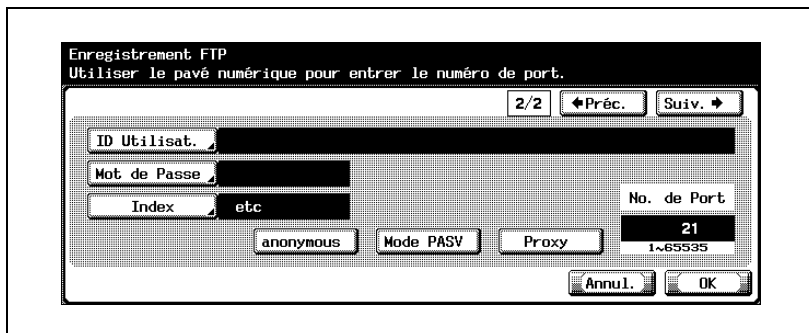 Enregistrement FTP
Utiliser le pavé numérique pour entrer le numéro de port.
2/2 ←Préc. Suiv. →
ID Utilisat.
Mot de Passe
Index etc
No. de Port
21
1~65535
anonymous Mode PASV Proxy
Annul. OK